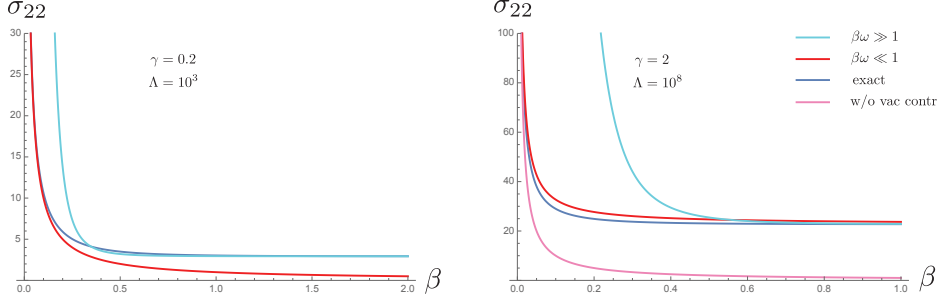 σ22
30
25
20
15
10
5
0.0 0.5 1.0 1.5 2.0
β
γ = 0.2
Λ = 10³
σ22
100
80
60
40
20
0.0 0.2 0.4 0.6 0.8 1.0
β
γ = 2
Λ = 10⁸
βω ≫ 1
βω ≪ 1
exact
w/o vac contr